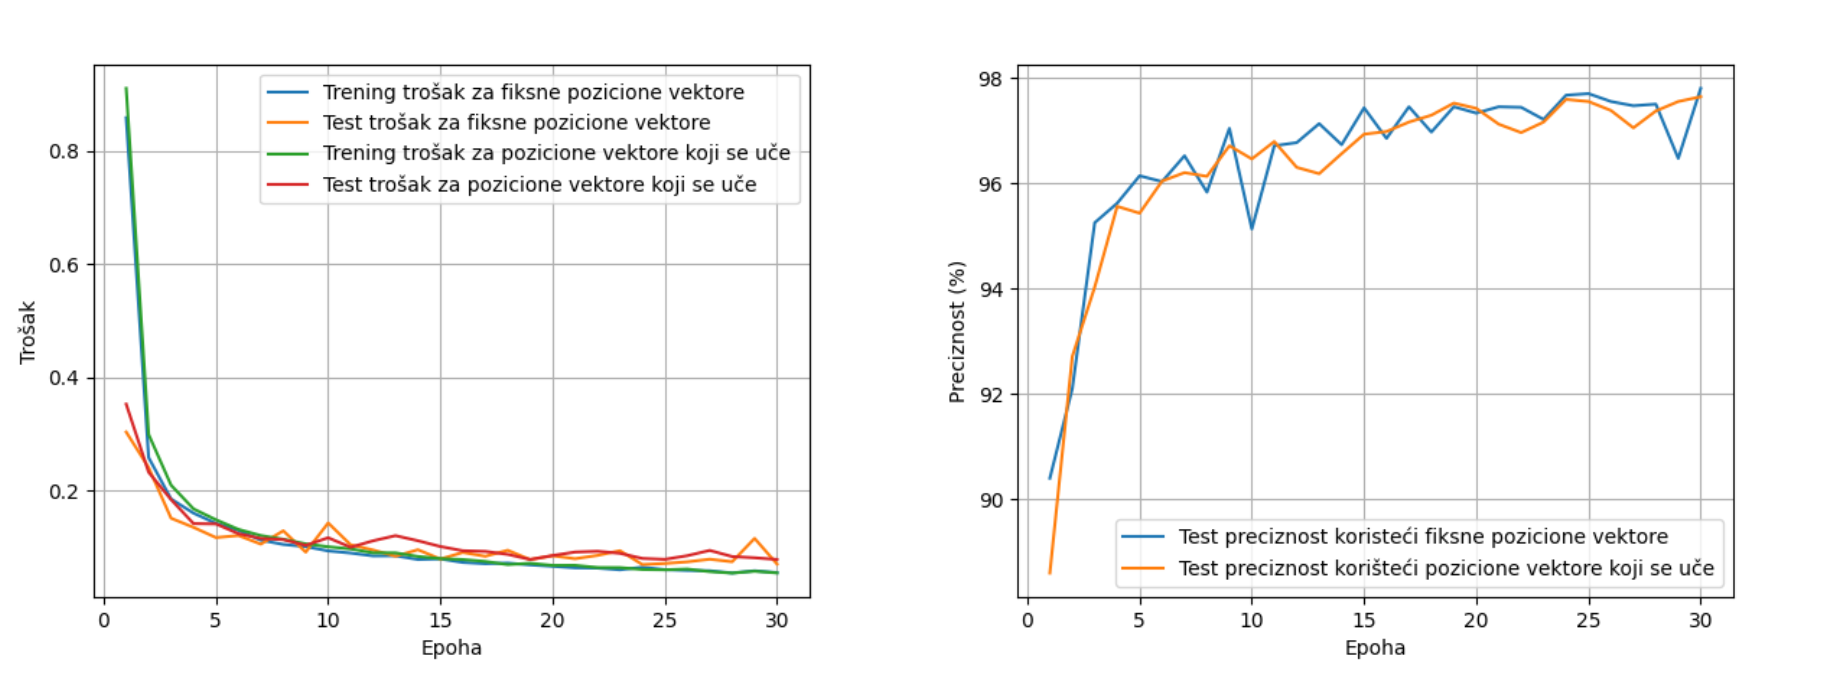 Trening trošak za fiksne pozicione vektore
Test trošak za fiksne pozicione vektore
Trening trošak za pozicione vektore koji se uče
Test trošak za pozicione vektore koji se uče
0.8
0.6
0.4
0.2
Trošak
0 5 10 15 20 25 30
Epoha
98
96
94
92
90
Preciznost (%)
Test preciznost koristeći fiksne pozicione vektore
Test preciznost korišteći pozicione vektore koji se uče
0 5 10 15 20 25 30
Epoha